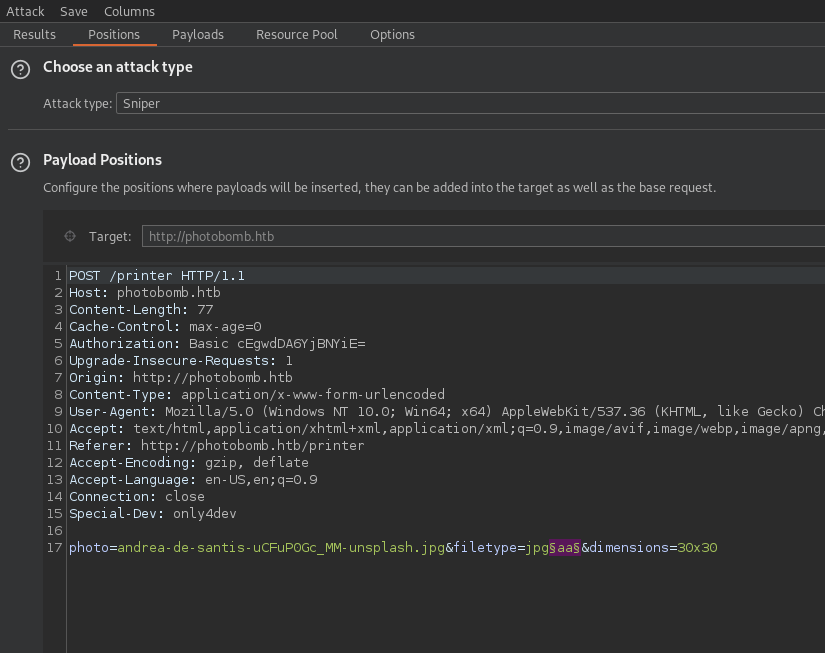 Attack Save Columns
Results Positions Payloads Resource Pool Options
? Choose an attack type
Attack type: Sniper
? Payload Positions
Configure the positions where payloads will be inserted, they can be added into the target as well as the base request.
Target: http://photobomb.htb
1 POST /printer HTTP/1.1
2 Host: photobomb.htb
3 Content-Length: 77
4 Cache-Control: max-age=0
5 Authorization: Basic cEgwdDA6YjBNYiE=
6 Upgrade-Insecure-Requests: 1
7 Origin: http://photobomb.htb
8 Content-Type: application/x-www-form-urlencoded
9 User-Agent: Mozilla/5.0 (Windows NT 10.0; Win64; x64) AppleWebKit/537.36 (KHTML, like Gecko) Ch
10 Accept: text/html,application/xhtml+xml,application/xml;q=0.9,image/avif,image/webp,image/apng,
11 Referer: http://photobomb.htb/printer
12 Accept-Encoding: gzip, deflate
13 Accept-Language: en-US,en;q=0.9
14 Connection: close
15 Special-Dev: only4dev
16
17 photo=andrea-de-santis-uCFuP0Gc_MM-unsplash.jpg&filetype=jpg§aa§&dimensions=30x30